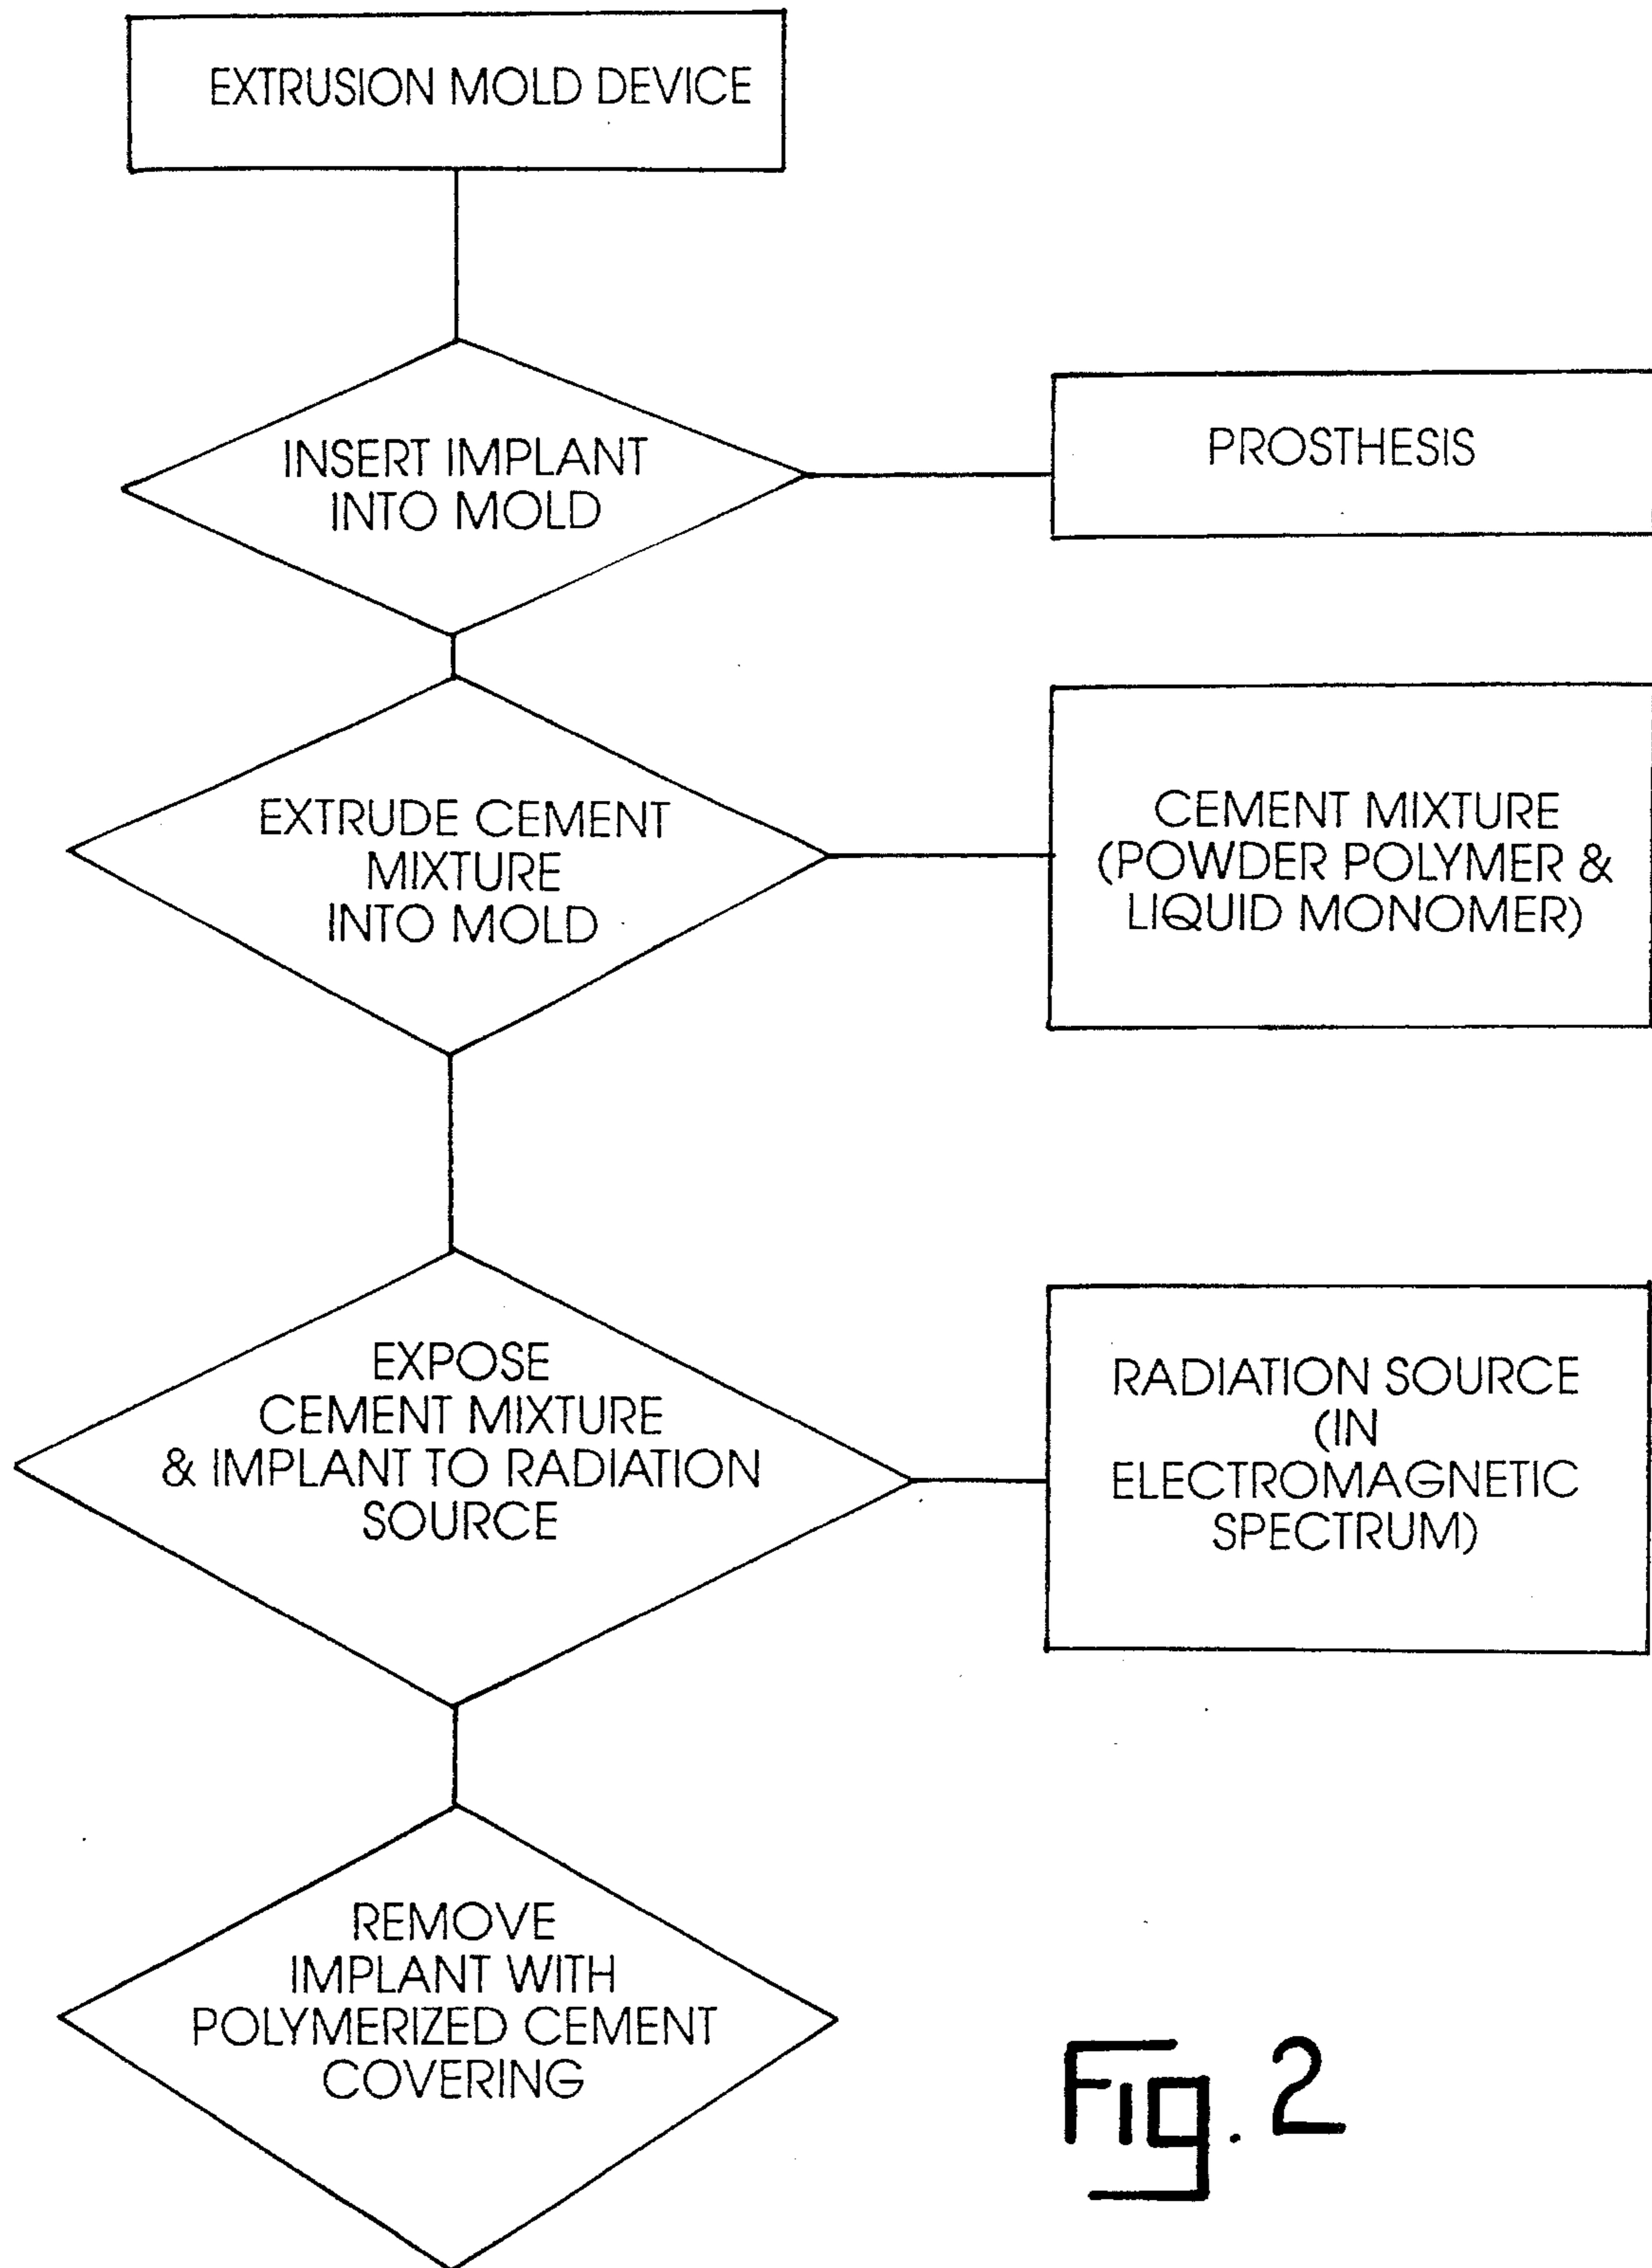 EXTRUSION MOLD DEVICE
INSERT IMPLANT
INTO MOLD
PROSTHESIS
EXTRUDE CEMENT
MIXTURE
INTO MOLD
CEMENT MIXTURE
(POWDER POLYMER &
LIQUID MONOMER)
EXPOSE
CEMENT MIXTURE
& IMPLANT TO RADIATION
SOURCE
RADIATION SOURCE
(IN
ELECTROMAGNETIC
SPECTRUM)
REMOVE
IMPLANT WITH
POLYMERIZED CEMENT
COVERING
Fig. 2